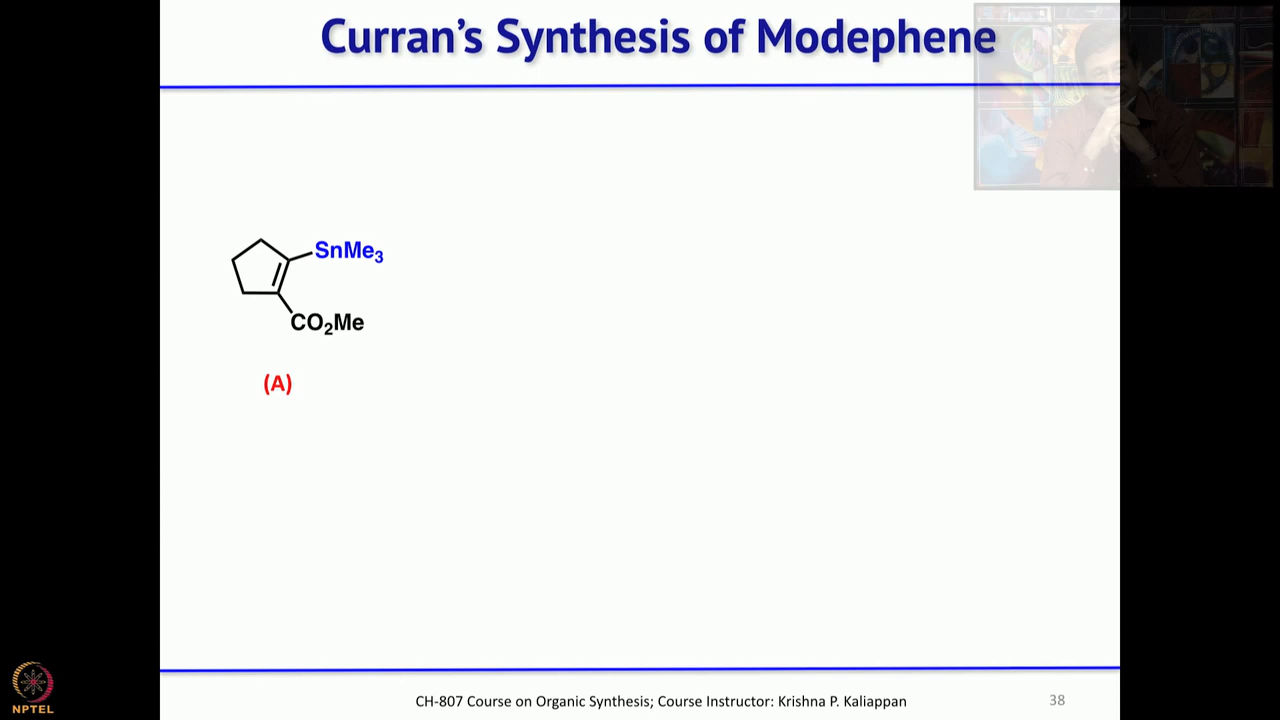 Curran's Synthesis of Modephene
SnMe₃
CO₂Me
(A)
CH-807 Course on Organic Synthesis; Course Instructor: Krishna P. Kaliappan
38
NPTEL